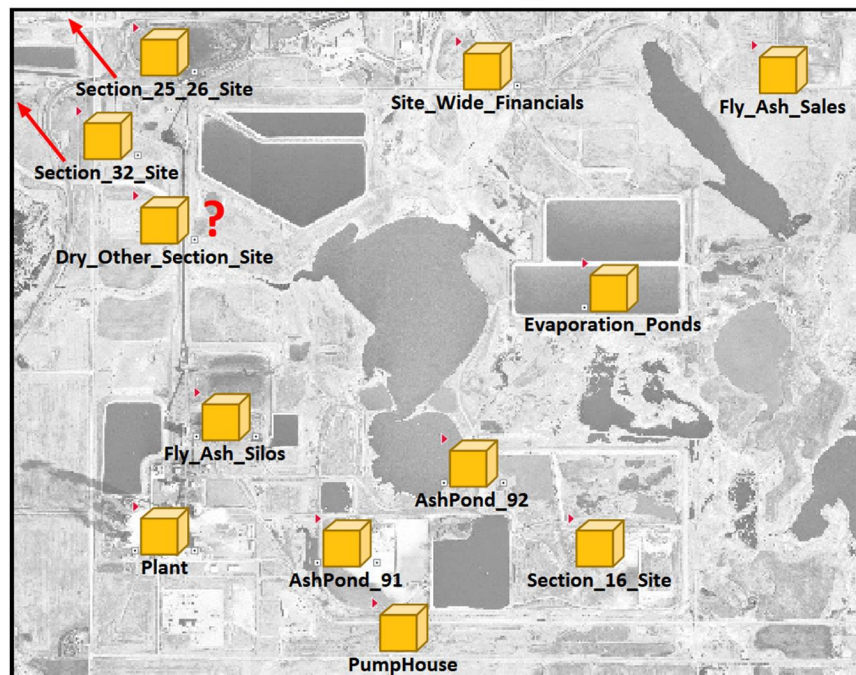 Section_25_26_Site
Site_Wide_Financials
Fly_Ash_Sales
Section_32_Site
?
Dry_Other_Section_Site
Evaporation_Ponds
Fly_Ash_Silos
AshPond_92
Plant
AshPond_91
Section_16_Site
PumpHouse